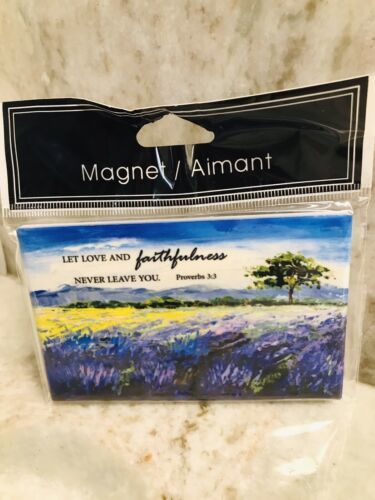 Magnet / Aimant
LET LOVE AND faithfulness
NEVER LEAVE YOU. Proverbs 3:3